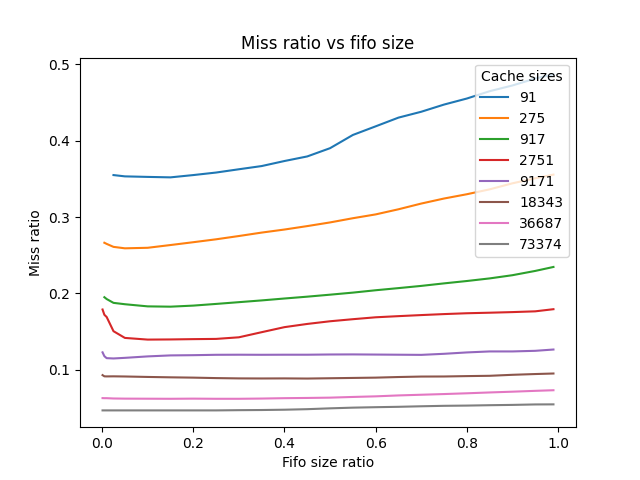 Miss ratio vs fifo size
Cache sizes
91
275
917
2751
9171
18343
36687
73374
0.5
0.4
0.3
0.2
0.1
Miss ratio
0.0 0.2 0.4 0.6 0.8 1.0
Fifo size ratio